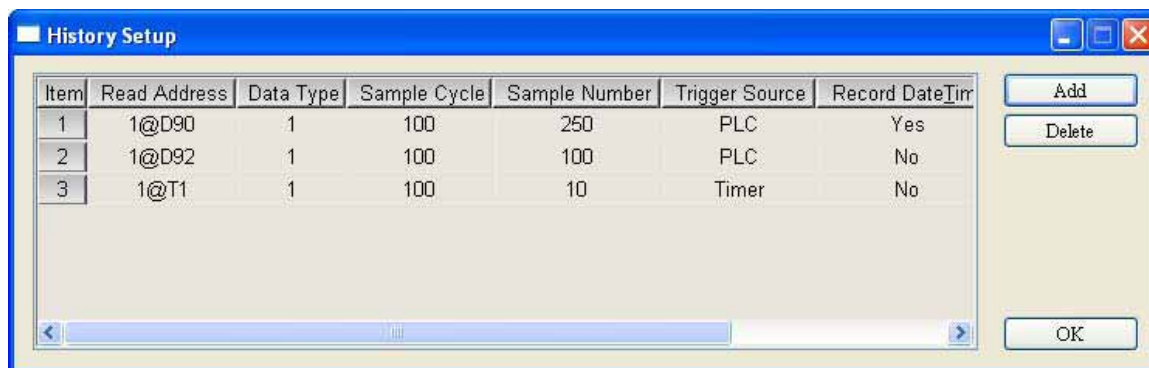 History Setup
Item Read Address Data Type Sample Cycle Sample Number Trigger Source Record DateTim
1 1@D90 1 100 250 PLC Yes
2 1@D92 1 100 100 PLC No
3 1@T1 1 100 10 Timer No
Add
Delete
OK